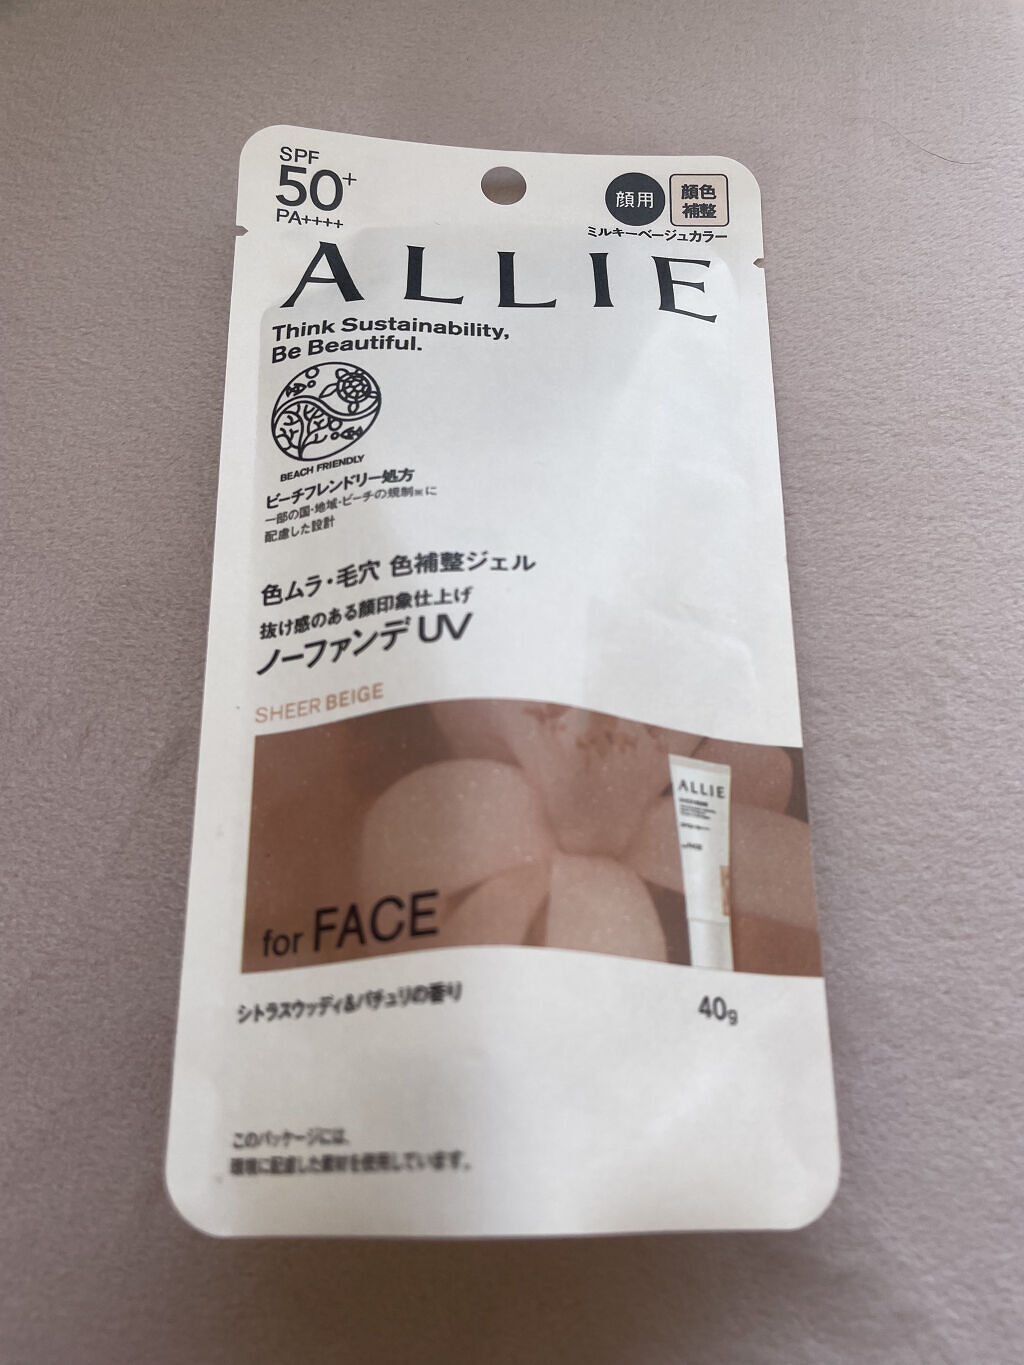 SPF
50+
PA++++
顔用
顔色
補整
ミルキーベージュカラー
ALLIE
Think Sustainability,
Be Beautiful.
BEACH FRIENDLY
ビーチフレンドリー処方
一部の国・地域・ビーチの規制※に
配慮した設計
色ムラ・毛穴 色補整ジェル
抜け感のある顔印象仕上げ
ノーファンデUV
SHEER BEIGE
ALLIE
for FACE
シトラスウッディ&パチュリの香り
40g
このパッケージには、
環境に配慮した素材を使用しています。